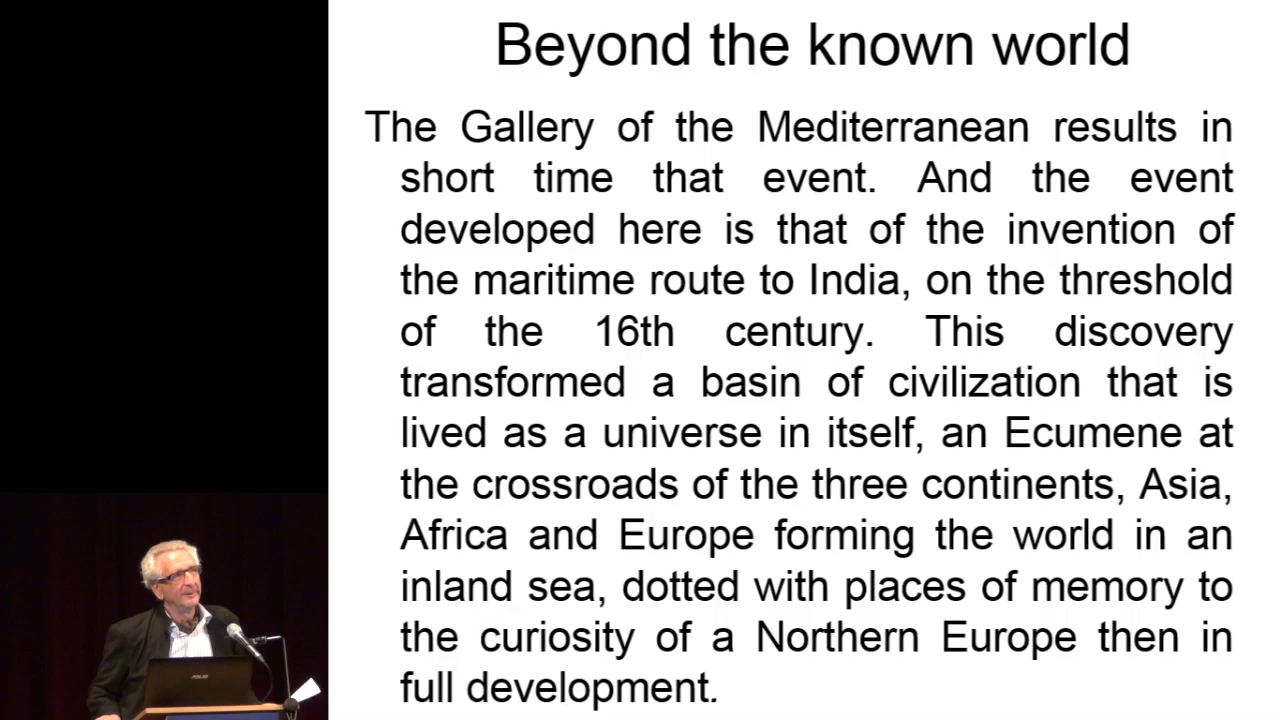 Beyond the known world
The Gallery of the Mediterranean results in
short time that event. And the event
developed here is that of the invention of
the maritime route to India, on the threshold
of the 16th century. This discovery
transformed a basin of civilization that is
lived as a universe in itself, an Ecumene at
the crossroads of the three continents, Asia,
Africa and Europe forming the world in an
inland sea, dotted with places of memory to
the curiosity of a Northern Europe then in
full development.
ASUS